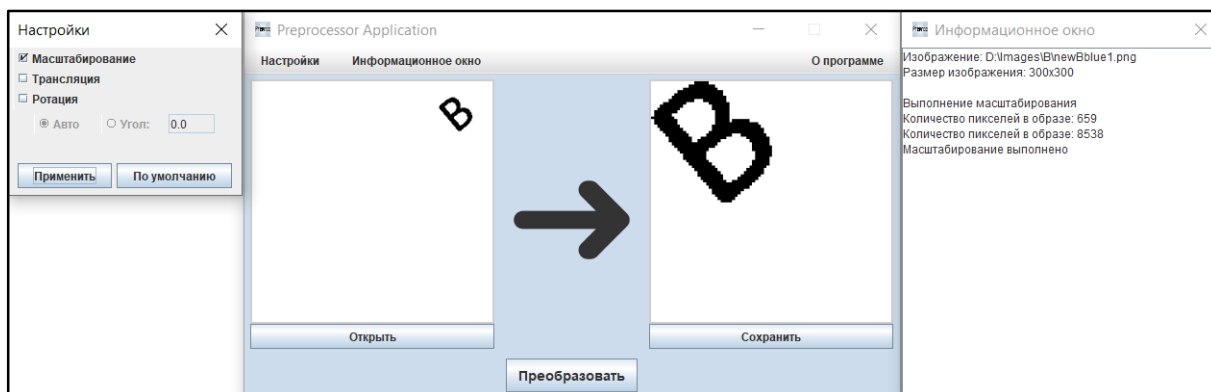 Настройки
Масштабирование
Трансляция
Ротация
Авто Угол: 0.0
Применить По умолчанию
Preprocessor Application
Настройки Информационное окно О программе
B
B
Открыть
Сохранить
Преобразовать
Информационное окно
Изображение: D:\Images\B\newBblue1.png
Размер изображения: 300x300
Выполнение масштабирования
Количество пикселей в образе: 659
Количество пикселей в образе: 8538
Масштабирование выполнено